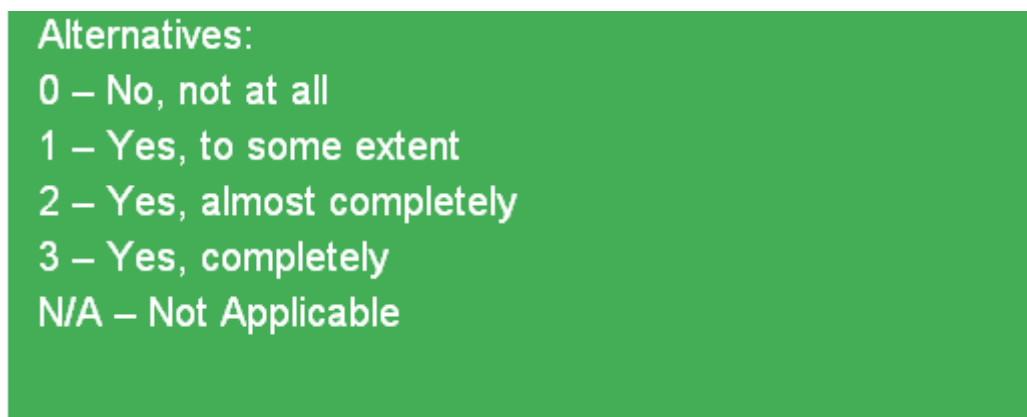 Alternatives:
0 – No, not at all
1 – Yes, to some extent
2 – Yes, almost completely
3 – Yes, completely
N/A – Not Applicable